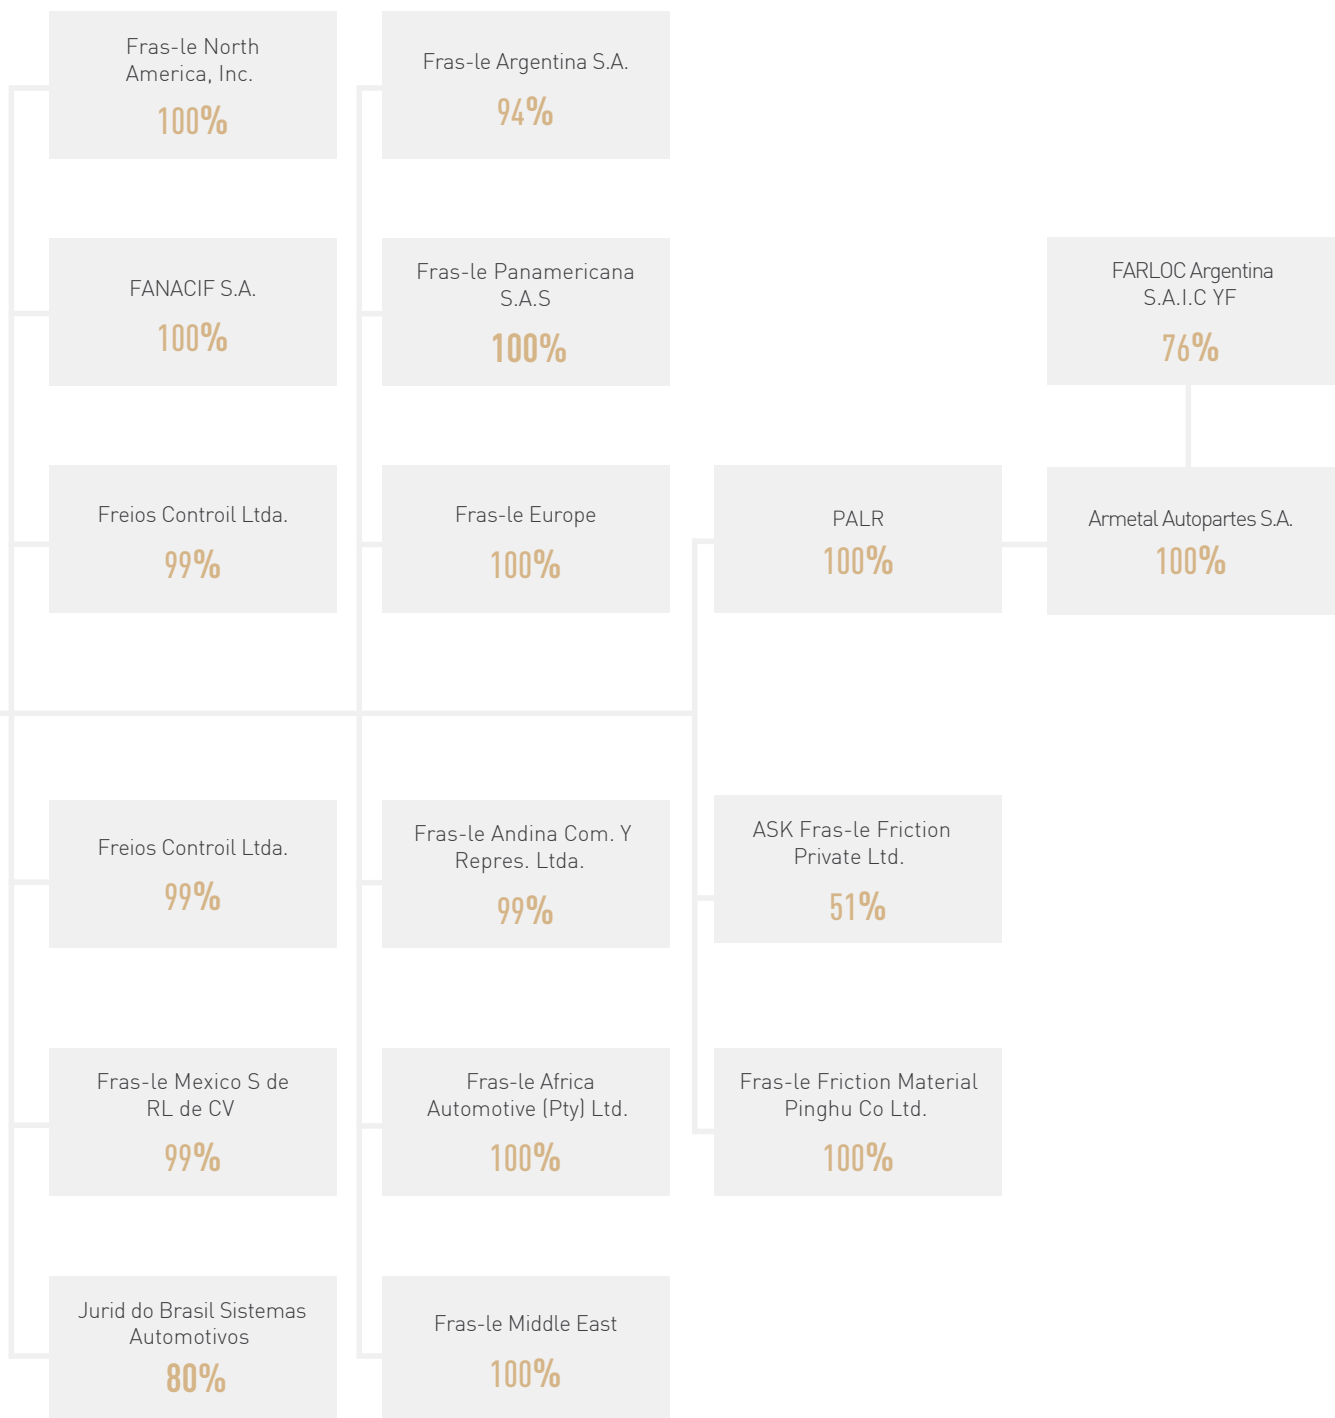 Fras-le North
America, Inc.
100%
Fras-le Argentina S.A.
94%
FANACIF S.A.
100%
Fras-le Panamericana
S.A.S
100%
FARLOC Argentina
S.A.I.C YF
76%
Freios Controil Ltda.
99%
Fras-le Europe
100%
PALR
100%
Armetal Autopartes S.A.
100%
Freios Controil Ltda.
99%
Fras-le Andina Com. Y
Repres. Ltda.
99%
ASK Fras-le Friction
Private Ltd.
51%
Fras-le Mexico S de
RL de CV
99%
Fras-le Africa
Automotive (Pty) Ltd.
100%
Fras-le Friction Material
Pinghu Co Ltd.
100%
Jurid do Brasil Sistemas
Automotivos
80%
Fras-le Middle East
100%